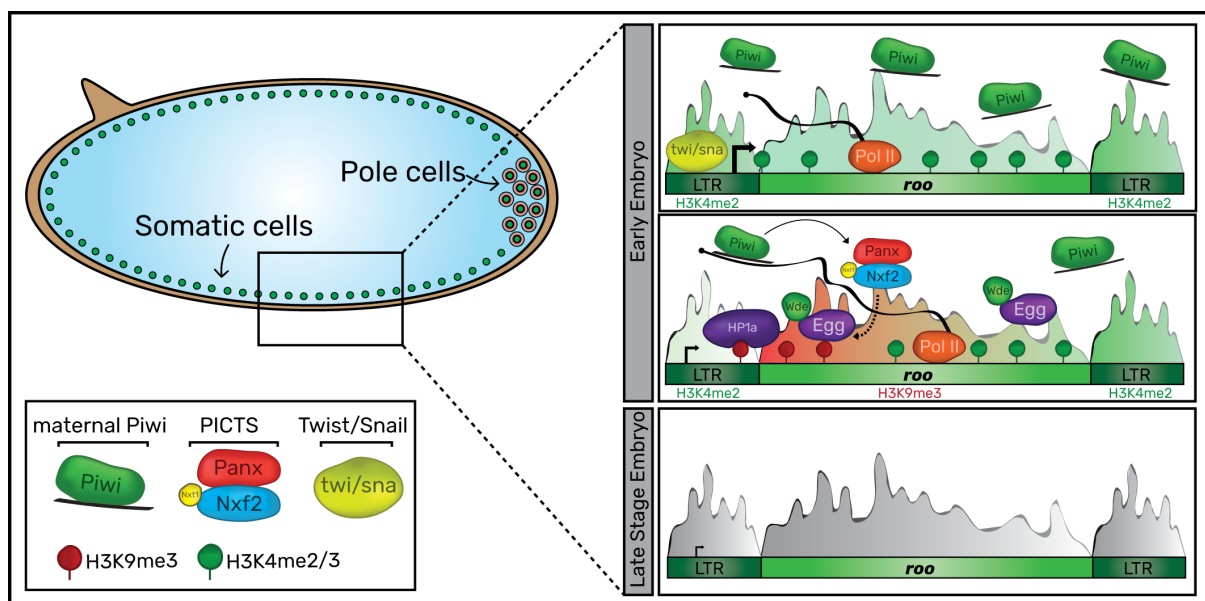 Pole cells
Somatic cells
maternal Piwi
PICTS
Twist/Snail
Piwi
Panx
Nxt1
Nxf2
twi/sna
H3K9me3
H3K4me2/3
Early Embryo
Piwi
Piwi
Piwi
Piwi
twi/sna
Pol II
LTR
roo
LTR
H3K4me2
H3K4me2
Piwi
Panx
Nxt1
Nxf2
Piwi
Wde
Wde
HP1a
Egg
Egg
Pol II
LTR
roo
LTR
H3K4me2
H3K9me3
H3K4me2
Late Stage Embryo
LTR
roo
LTR